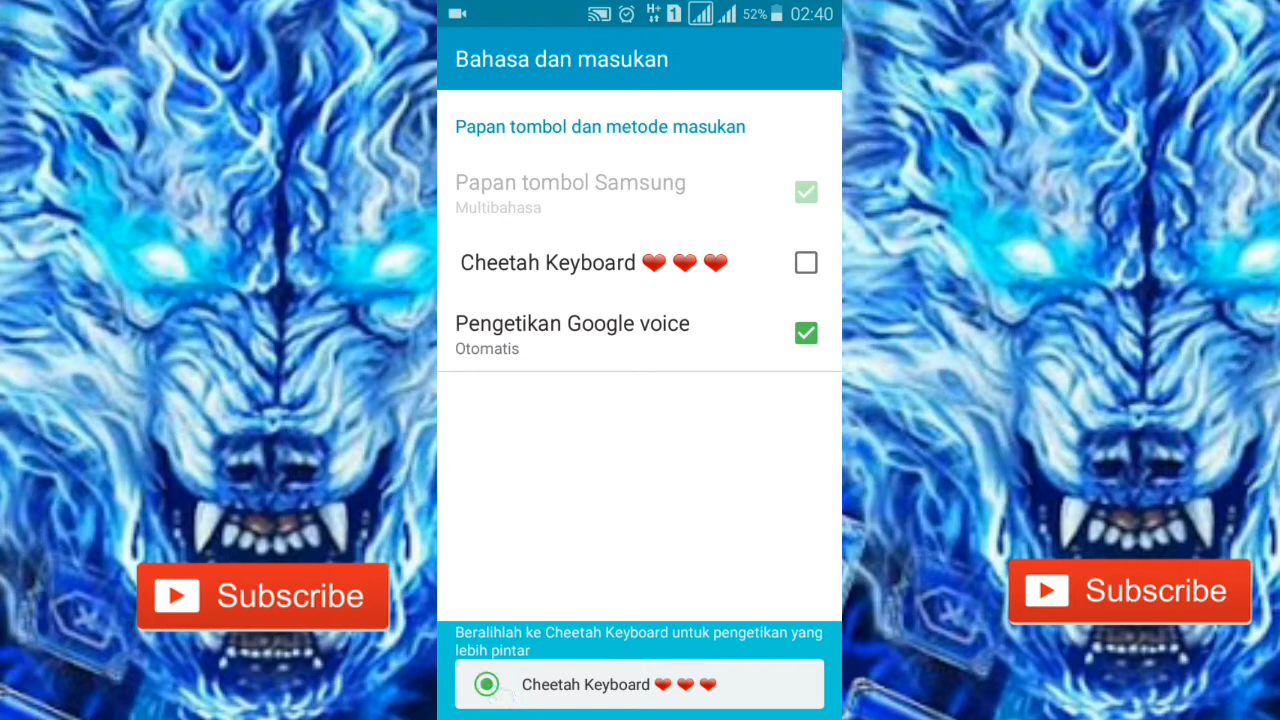 52% 02:40
Bahasa dan masukan
Papan tombol dan metode masukan
Papan tombol Samsung
Multibahasa
Cheetah Keyboard ❤ ❤ ❤
Pengetikan Google voice
Otomatis
Beralihlah ke Cheetah Keyboard untuk pengetikan yang
lebih pintar
Cheetah Keyboard ❤ ❤ ❤
Subscribe
Subscribe